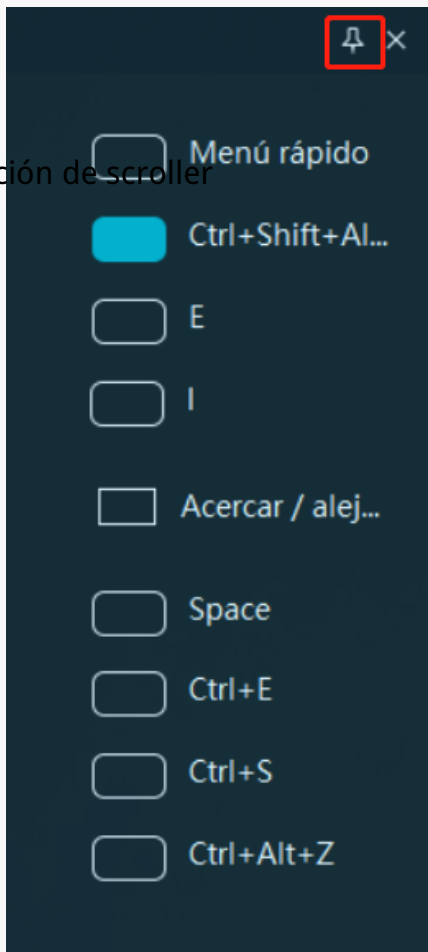 Menú rápido
ción de scroller
Ctrl+Shift+Al...
E
I
Acercar / alej...
Space
Ctrl+E
Ctrl+S
Ctrl+Alt+Z